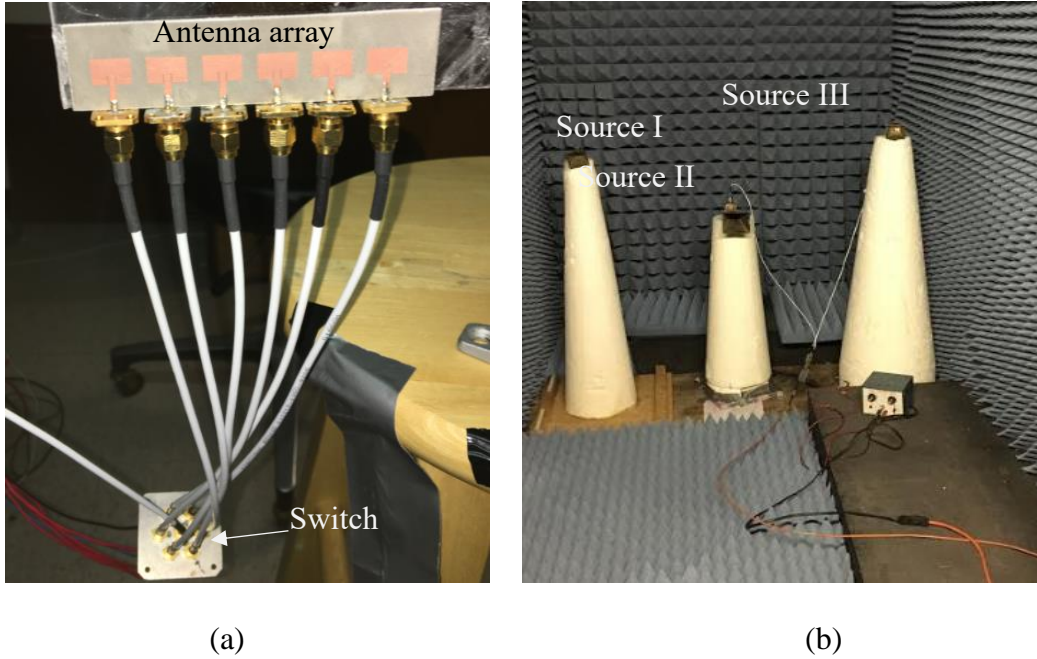 Antenna array
Switch
(a)
Source III
Source I
Source II
(b)